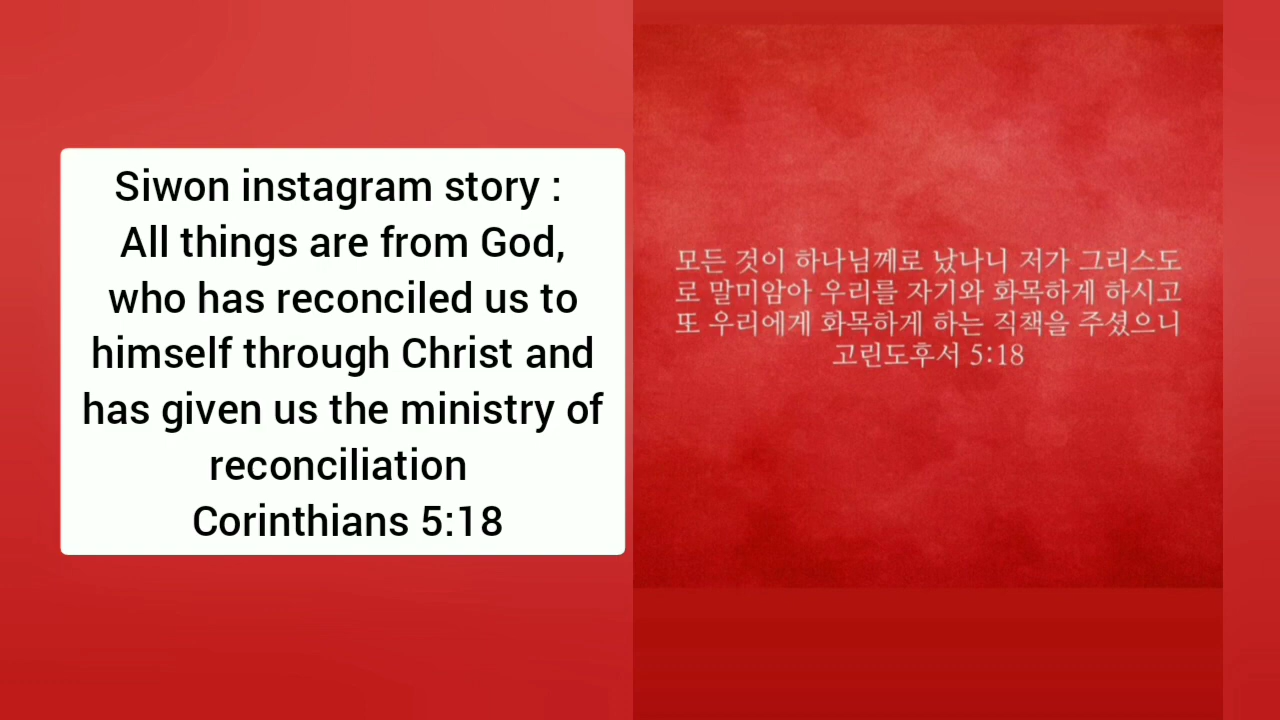 Siwon instagram story :
All things are from God,
who has reconciled us to
himself through Christ and
has given us the ministry of
reconciliation
Corinthians 5:18
모든 것이 하나님께로 났나니 저가 그리스도
로 말미암아 우리를 자기와 화목하게 하시고
또 우리에게 화목하게 하는 직책을 주셨으니
고린도후서 5:18